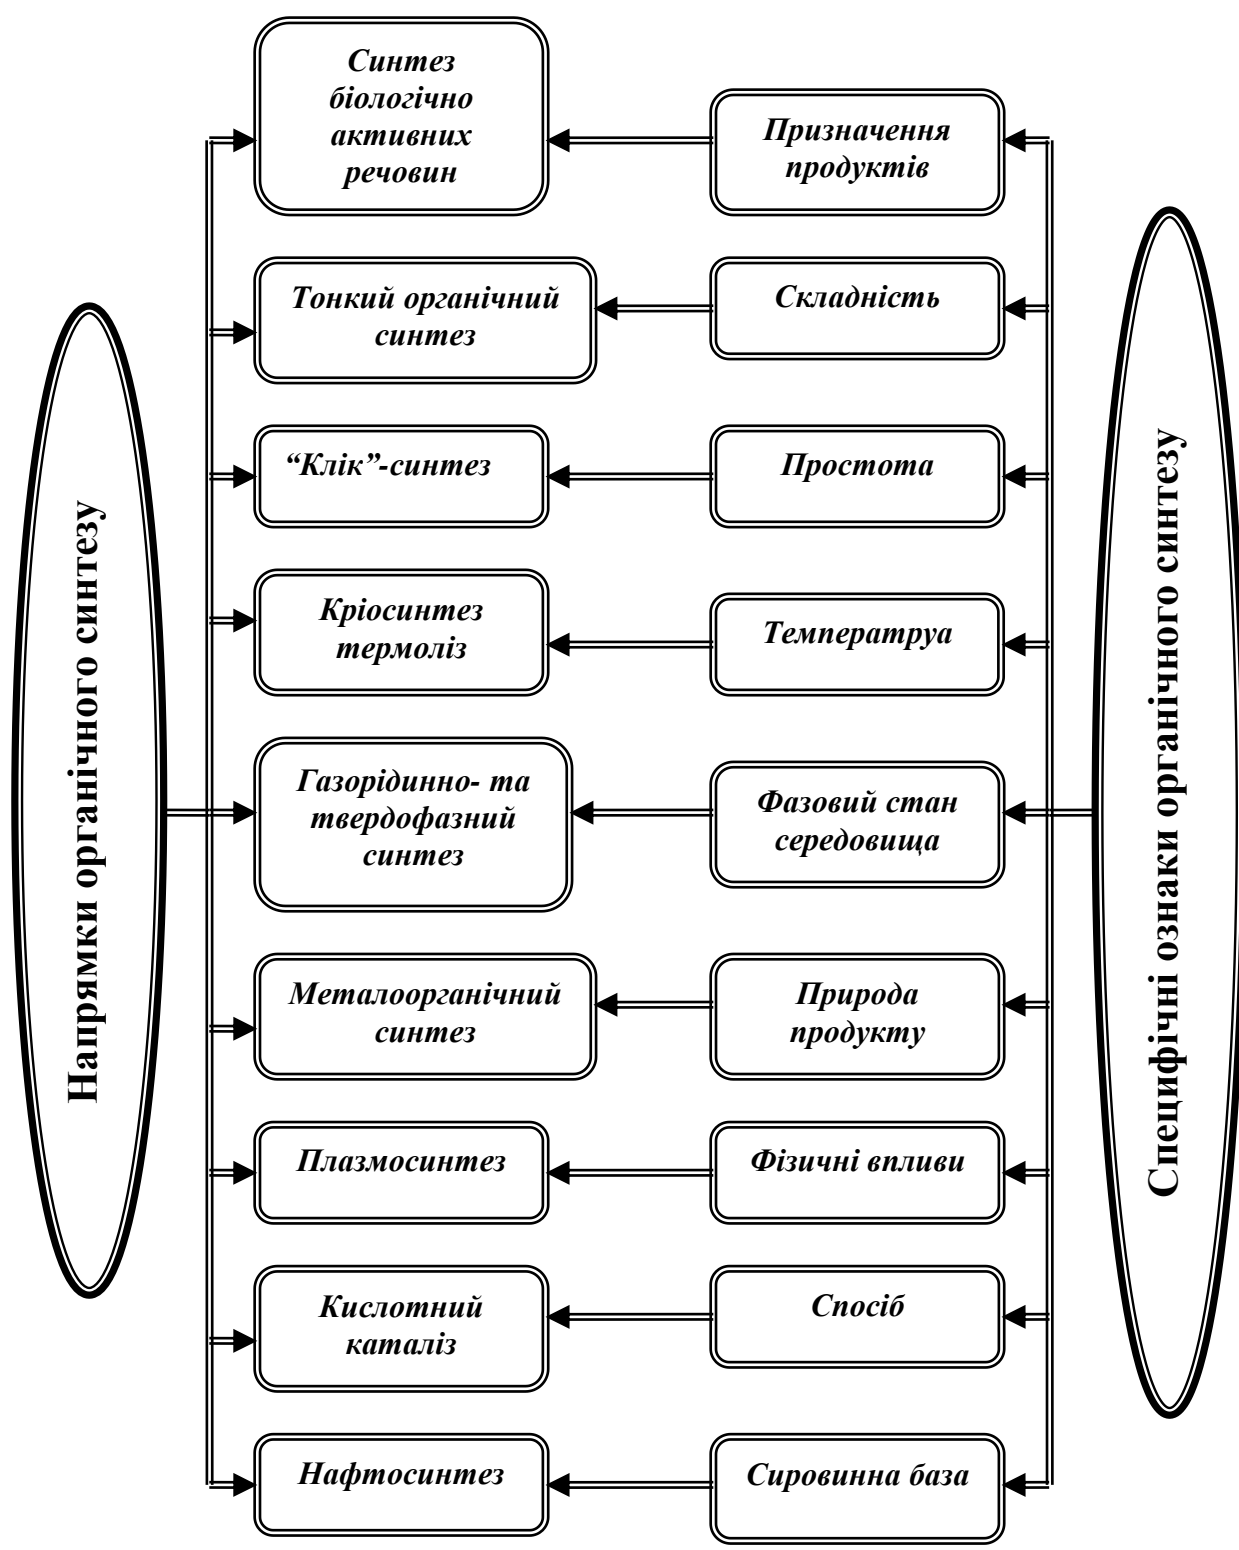 Напрямки органічного синтезу
Синтез
біологічно
активних
речовин
Призначення
продуктів
Тонкий органічний
синтез
Складність
“Клік”-синтез
Простота
Кріосинтез
термоліз
Температруа
Газорідинно- та
твердофазний
синтез
Фазовий стан
середовища
Металоорганічний
синтез
Природа
продукту
Плазмосинтез
Фізичні впливи
Кислотний
каталіз
Спосіб
Нафтосинтез
Сировинна база
Специфічні ознаки органічного синтезу